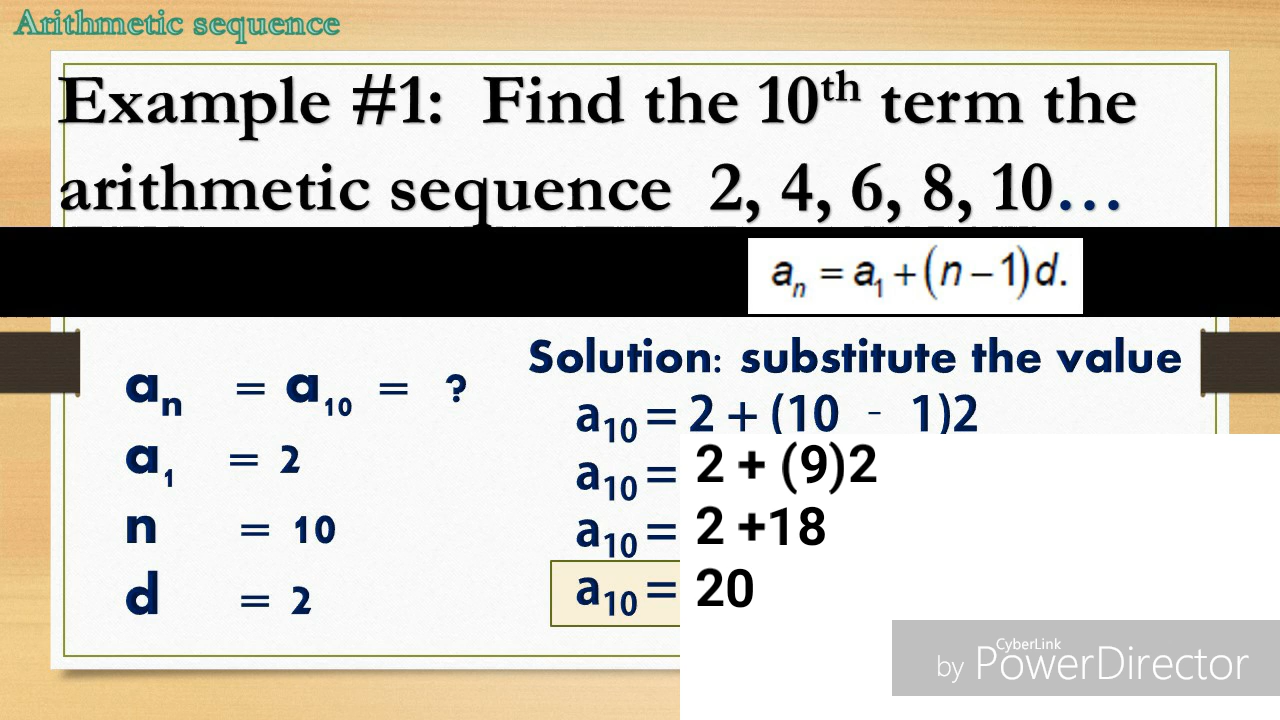 Arithmetic sequence
Example #1: Find the 10th term the
arithmetic sequence 2, 4, 6, 8, 10…
aₙ = a₁ + (n – 1)d.
aₙ = a₁₀ = ?
a₁ = 2
n = 10
d = 2
Solution: substitute the value
a₁₀ = 2 + (10 - 1)2
a₁₀ = 2 + (9)2
a₁₀ = 2 +18
a₁₀ = 20
by CyberLink PowerDirector